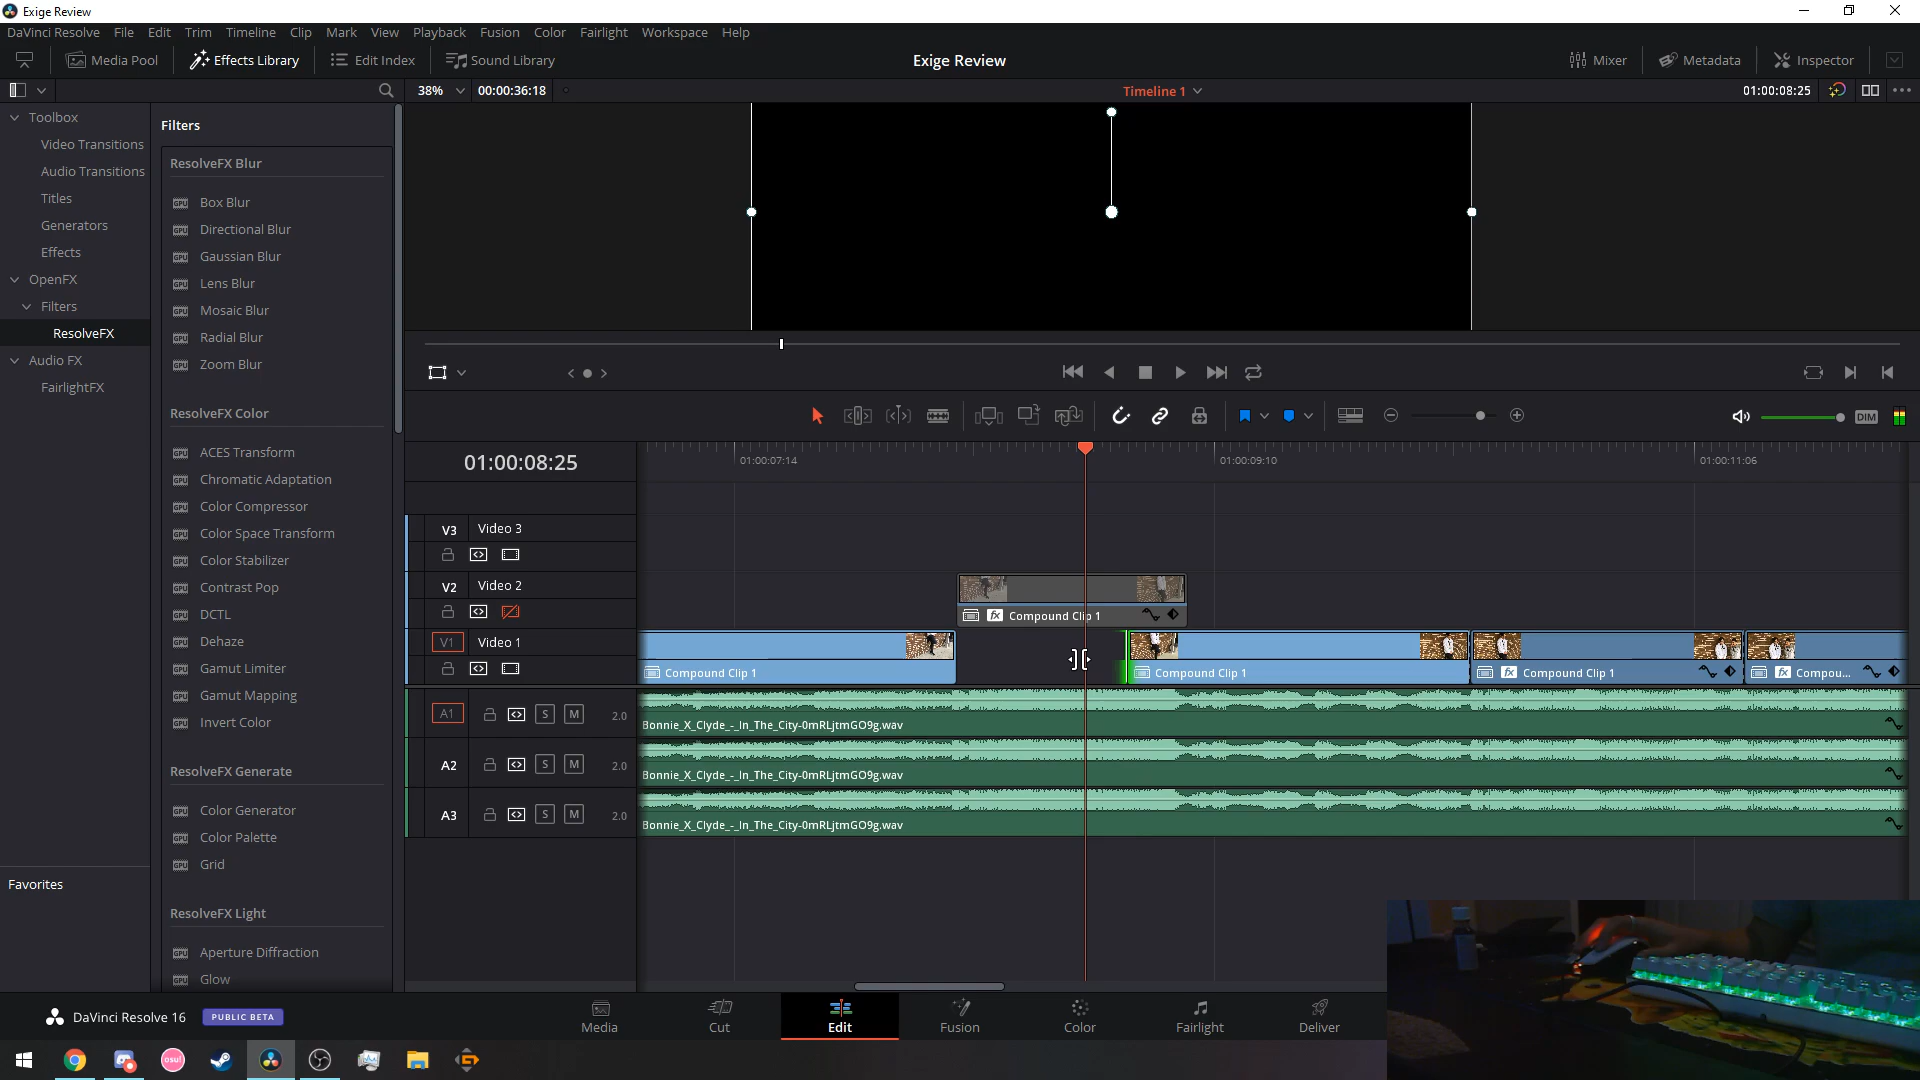 Exige Review
DaVinci Resolve File Edit Trim Timeline Clip Mark View Playback Fusion Color Fairlight Workspace Help
Media Pool Effects Library Edit Index Sound Library Exige Review Mixer Metadata Inspector
38% 00:00:36:18 Timeline 1 01:00:08:25
Toolbox
Video Transitions
Audio Transitions
Titles
Generators
Effects
OpenFX
Filters
ResolveFX
Audio FX
FairlightFX
Favorites
Filters
ResolveFX Blur
Box Blur
Directional Blur
Gaussian Blur
Lens Blur
Mosaic Blur
Radial Blur
Zoom Blur
ResolveFX Color
ACES Transform
Chromatic Adaptation
Color Compressor
Color Space Transform
Color Stabilizer
Contrast Pop
DCTL
Dehaze
Gamut Limiter
Gamut Mapping
Invert Color
ResolveFX Generate
Color Generator
Color Palette
Grid
ResolveFX Light
Aperture Diffraction
Glow
DIM
01:00:08:25 01:00:07:14 01:00:09:10 01:00:11:06
V3 Video 3
V2 Video 2
fx Compound Clip 1
V1 Video 1
Compound Clip 1 Compound Clip 1 fx Compound Clip 1 fx Compou...
A1 S M 2.0
Bonnie_X_Clyde_-_In_The_City-0mRLjtmGO9g.wav
A2 S M 2.0
Bonnie_X_Clyde_-_In_The_City-0mRLjtmGO9g.wav
A3 S M 2.0
Bonnie_X_Clyde_-_In_The_City-0mRLjtmGO9g.wav
DaVinci Resolve 16 PUBLIC BETA
Media Cut Edit Fusion Color Fairlight Deliver
osu!